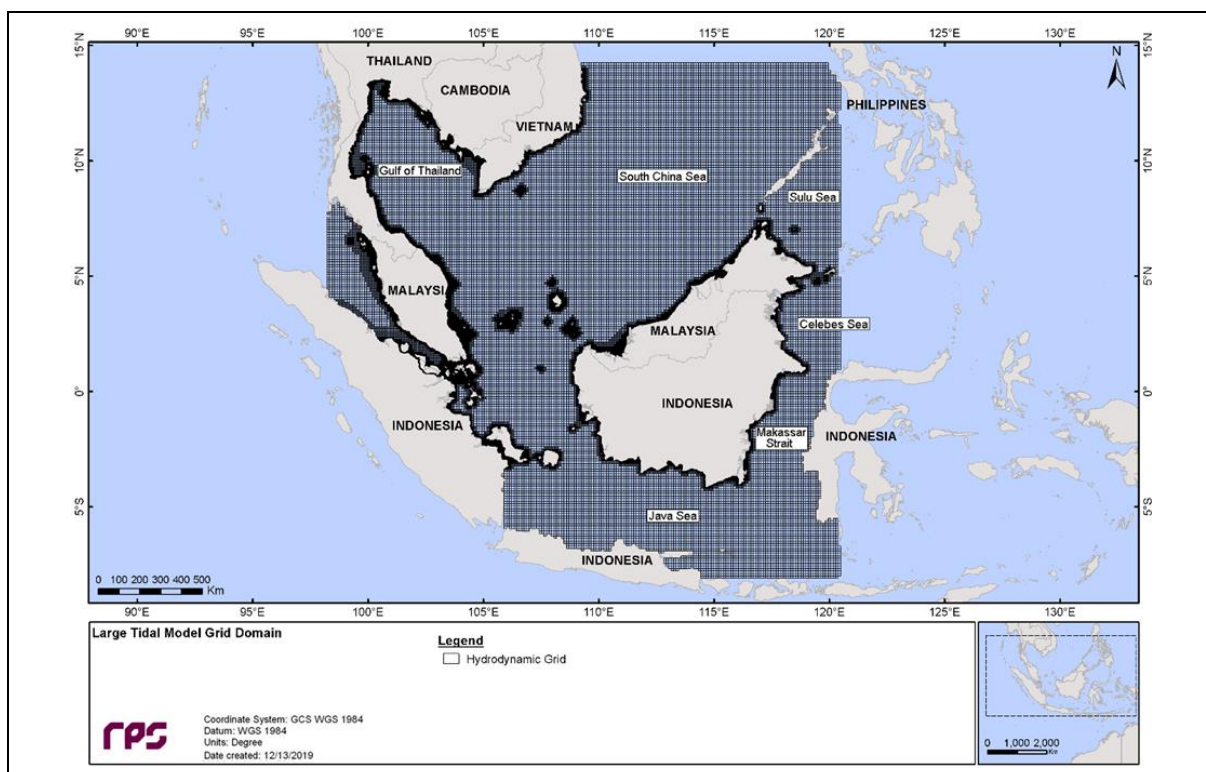 90°E 95°E 100°E 105°E 110°E 115°E 120°E 125°E 130°E
15°N 15°N
N
THAILAND
CAMBODIA
PHILIPPINES
VIETNAM
10°N 10°N
Gulf of Thailand
South China Sea
Sulu Sea
5°N 5°N
MALAYSI
MALAYSIA
Celebes Sea
0° 0°
INDONESIA
INDONESIA
Makassar
Strait
INDONESIA
5°S 5°S
Java Sea
INDONESIA
0 100 200 300 400 500
Km
90°E 95°E 100°E 105°E 110°E 115°E 120°E 125°E 130°E
Large Tidal Model Grid Domain
Legend
Hydrodynamic Grid
rps
Coordinate System: GCS WGS 1984
Datum: WGS 1984
Units: Degree
Date created: 12/13/2019
0 1,000 2,000
Km